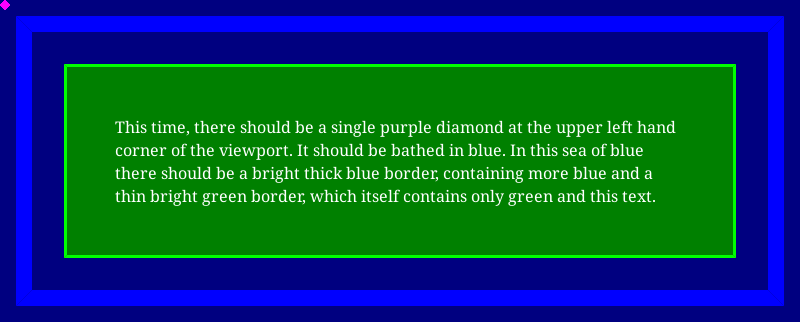 This time, there should be a single purple diamond at the upper left hand
corner of the viewport. It should be bathed in blue. In this sea of blue
there should be a bright thick blue border, containing more blue and a
thin bright green border, which itself contains only green and this text.